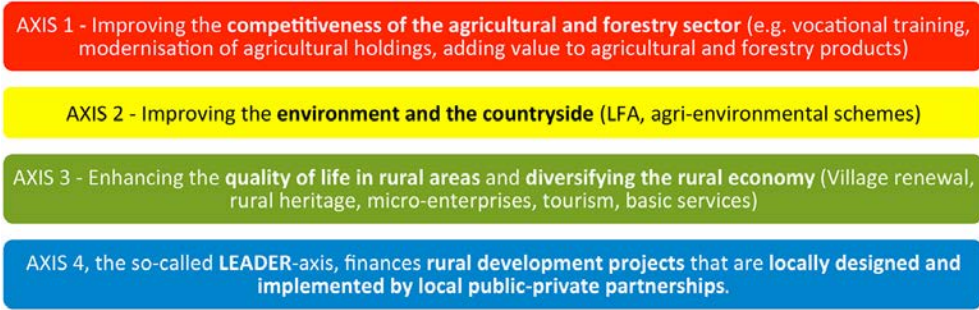 AXIS 1 - Improving the competitiveness of the agricultural and forestry sector (e.g. vocational training,
modernisation of agricultural holdings, adding value to agricultural and forestry products)
AXIS 2 - Improving the environment and the countryside (LFA, agri-environmental schemes)
AXIS 3 - Enhancing the quality of life in rural areas and diversifying the rural economy (Village renewal,
rural heritage, micro-enterprises, tourism, basic services)
AXIS 4, the so-called LEADER-axis, finances rural development projects that are locally designed and
implemented by local public-private partnerships.